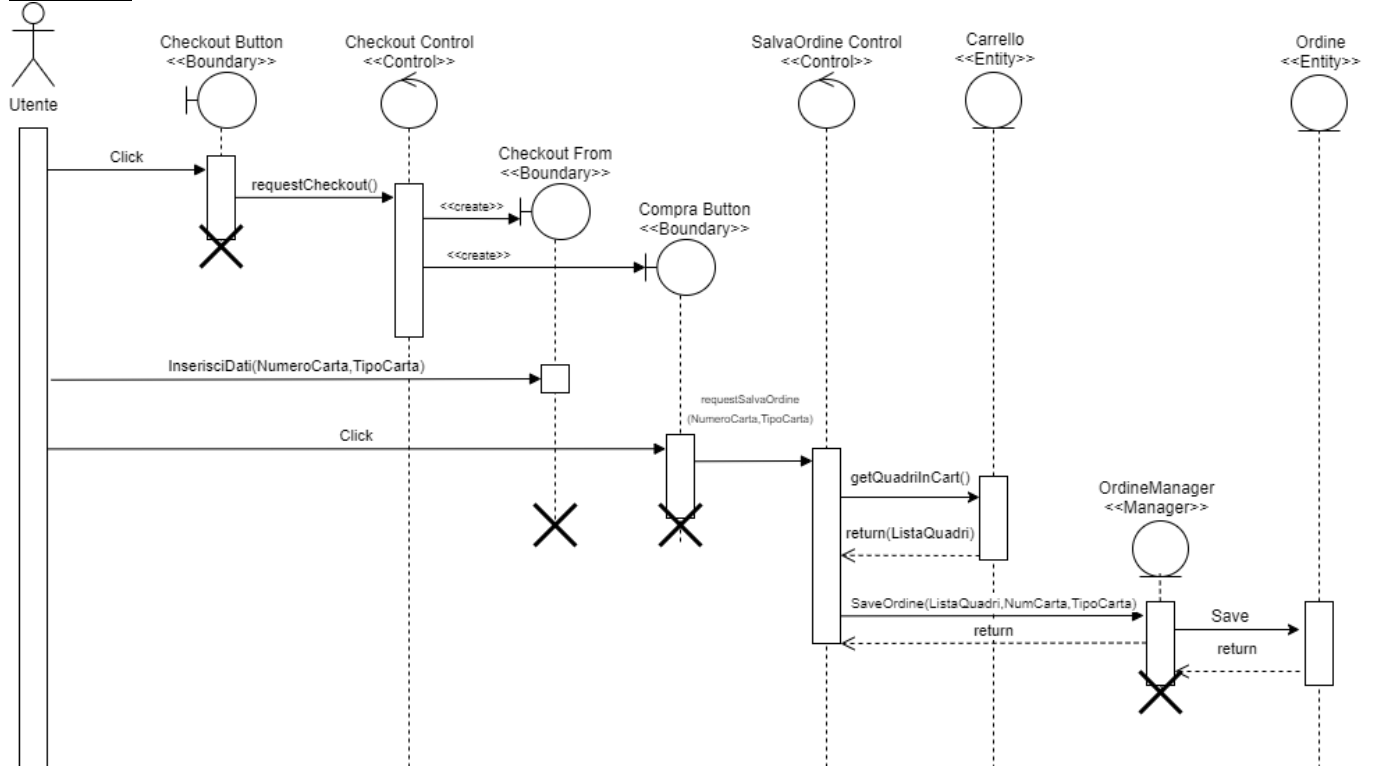 Utente
Checkout Button
<<Boundary>>
Checkout Control
<<Control>>
SalvaOrdine Control
<<Control>>
Carrello
<<Entity>>
Ordine
<<Entity>>
Click
requestCheckout()
Checkout From
<<Boundary>>
<<create>>
Compra Button
<<Boundary>>
<<create>>
InserisciDati(NumeroCarta,TipoCarta)
requestSalvaOrdine
(NumeroCarta,TipoCarta)
Click
getQuadriInCart()
return(ListaQuadri)
OrdineManager
<<Manager>>
SaveOrdine(ListaQuadri,NumCarta,TipoCarta)
return
Save
return